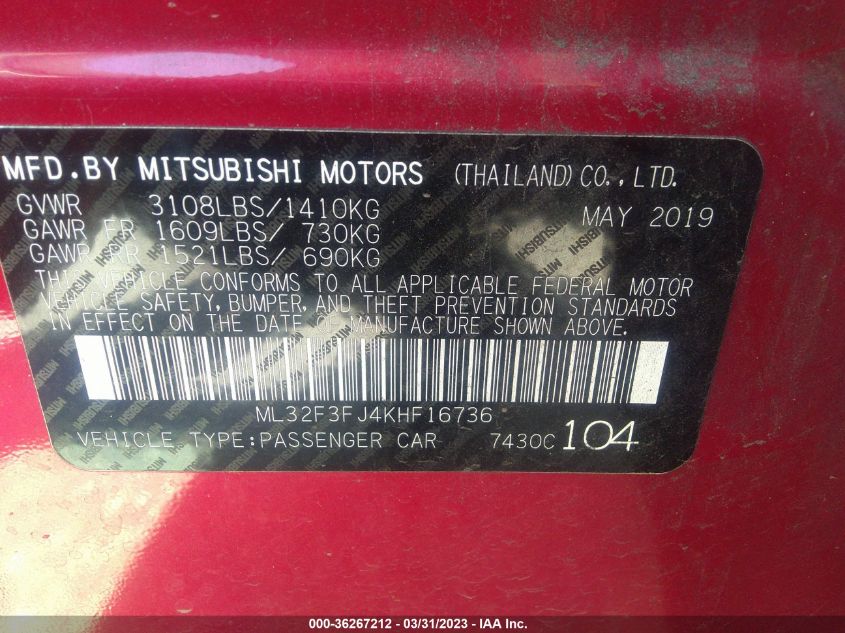 MFD.BY MITSUBISHI MOTORS (THAILAND) CO., LTD.
GVWR 3108LBS/1410KG MAY 2019
GAWR FR 1609LBS/ 730KG
GAWR RR 1521LBS/ 690KG
THIS VEHICLE CONFORMS TO ALL APPLICABLE FEDERAL MOTOR
VEHICLE SAFETY, BUMPER, AND THEFT PREVENTION STANDARDS
IN EFFECT ON THE DATE OF MANUFACTURE SHOWN ABOVE.
ML32F3FJ4KHF16736
VEHICLE TYPE:PASSENGER CAR 7430C 104
MITSUBISHI
000-36267212 - 03/31/2023 - IAA Inc.